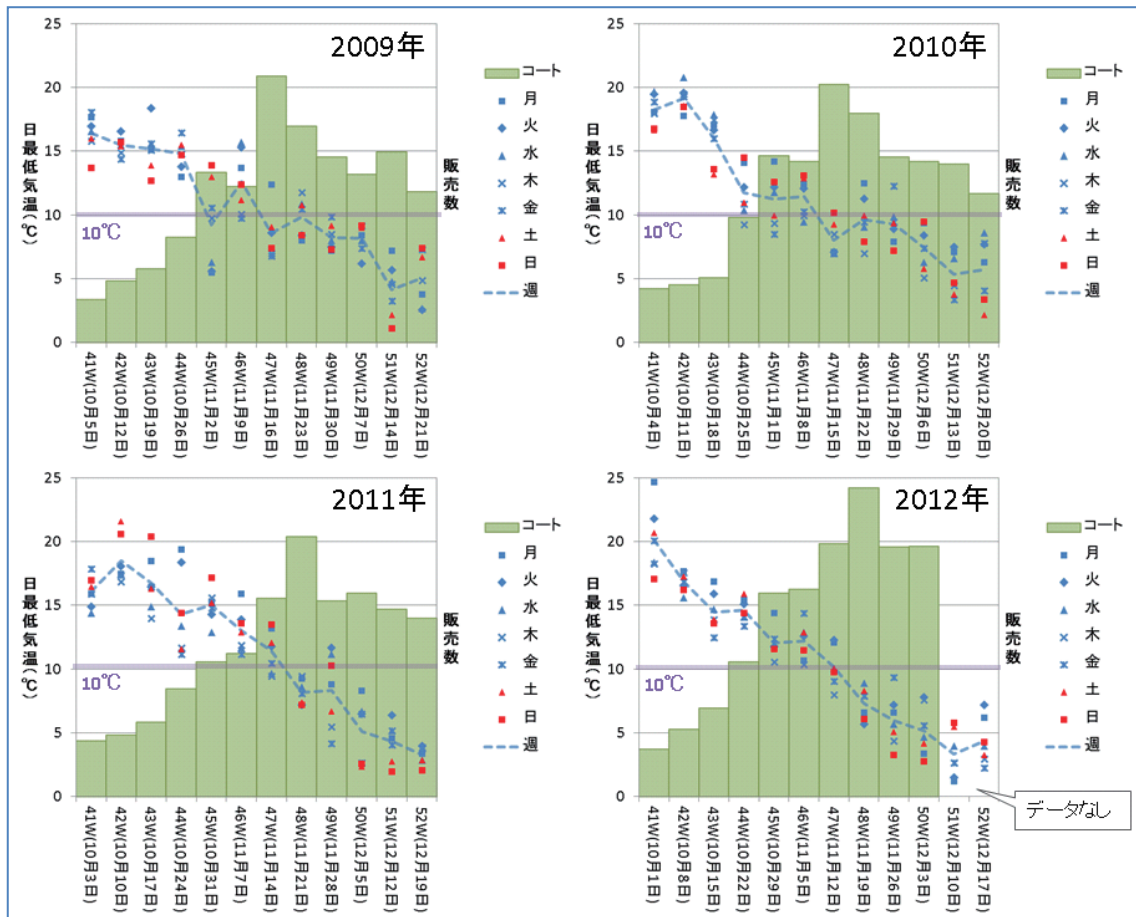 2009年
25
20
15
10
5
0
日最低気温(℃)
10℃
販売数
コート
月
火
水
木
金
土
日
週
41W(10月5日)
42W(10月12日)
43W(10月19日)
44W(10月26日)
45W(11月2日)
46W(11月9日)
47W(11月16日)
48W(11月23日)
49W(11月30日)
50W(12月7日)
51W(12月14日)
52W(12月21日)
2010年
25
20
15
10
5
0
日最低気温(℃)
10℃
販売数
コート
月
火
水
木
金
土
日
週
41W(10月4日)
42W(10月11日)
43W(10月18日)
44W(10月25日)
45W(11月1日)
46W(11月8日)
47W(11月15日)
48W(11月22日)
49W(11月29日)
50W(12月6日)
51W(12月13日)
52W(12月20日)
2011年
25
20
15
10
5
0
日最低気温(℃)
10℃
販売数
コート
月
火
水
木
金
土
日
週
41W(10月3日)
42W(10月10日)
43W(10月17日)
44W(10月24日)
45W(10月31日)
46W(11月7日)
47W(11月14日)
48W(11月21日)
49W(11月28日)
50W(12月5日)
51W(12月12日)
52W(12月19日)
2012年
25
20
15
10
5
0
日最低気温(℃)
10℃
販売数
コート
月
火
水
木
金
土
日
週
データなし
41W(10月1日)
42W(10月8日)
43W(10月15日)
44W(10月22日)
45W(10月29日)
46W(11月5日)
47W(11月12日)
48W(11月19日)
49W(11月26日)
50W(12月3日)
51W(12月10日)
52W(12月17日)